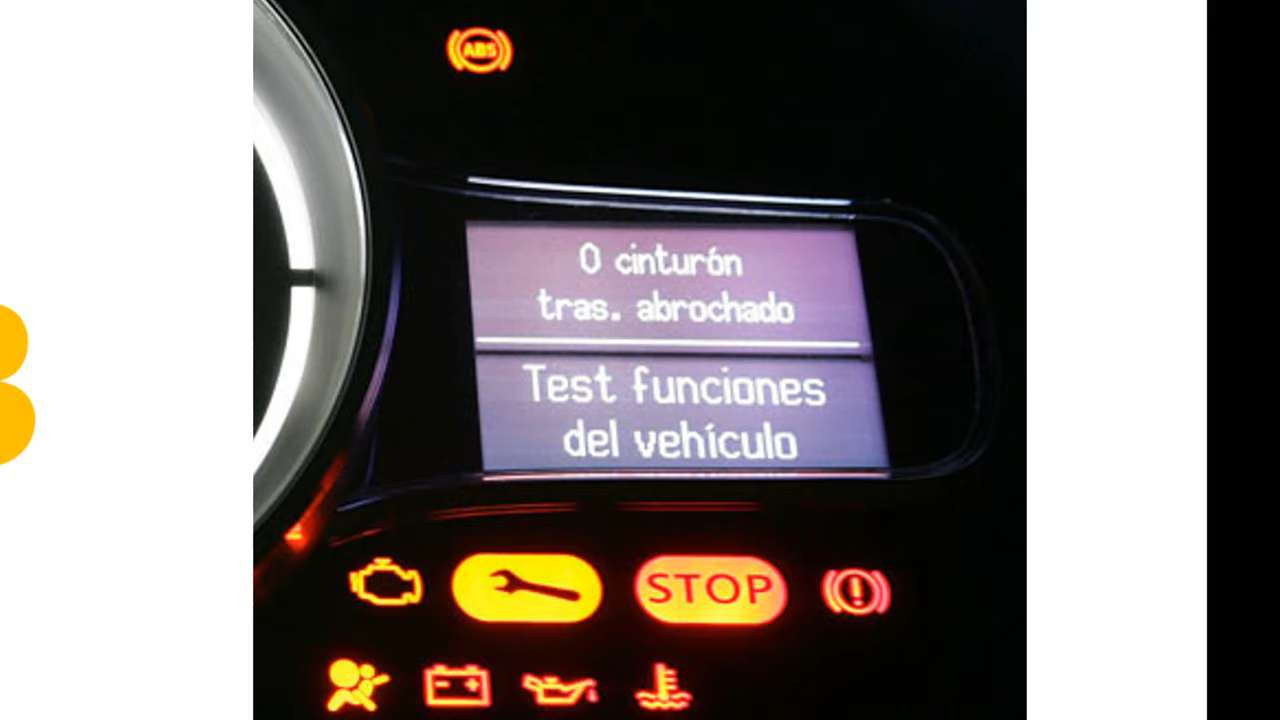 ABS
0 cinturón
tras. abrochado
Test funciones
del vehículo
STOP